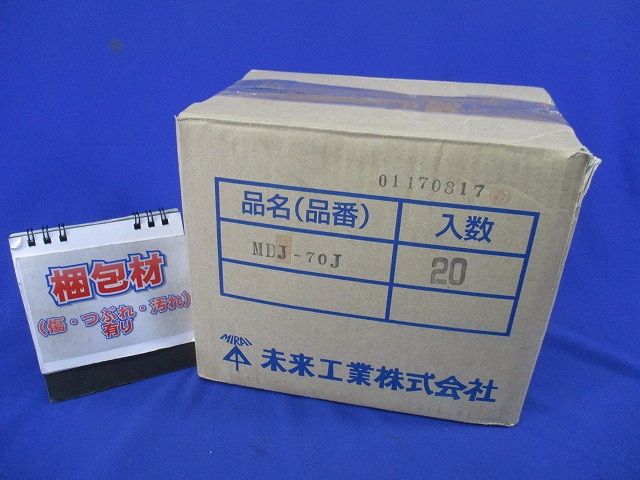 01170817
品名(品番) 入数
MDJ-70J 20
MIRAI
未来工業株式会社
梱包材
(傷・つぶれ・汚れ)
有り